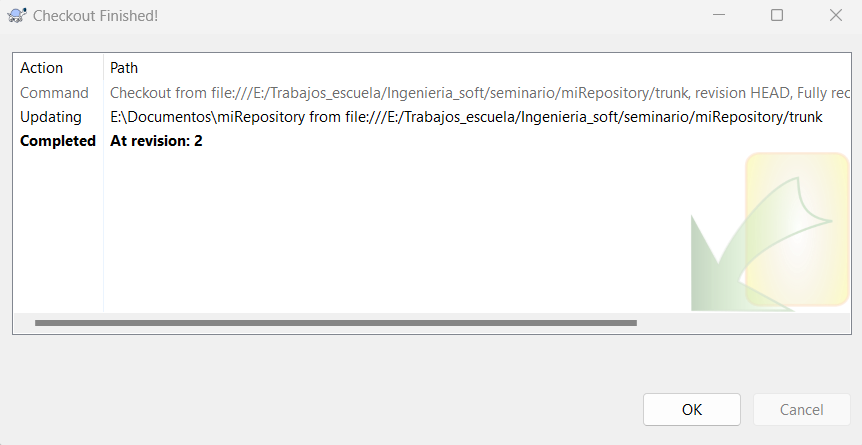 Checkout Finished!
Action Path
Command Checkout from file:///E:/Trabajos_escuela/Ingenieria_soft/seminario/miRepository/trunk, revision HEAD, Fully rec
Updating E:\Documentos\miRepository from file:///E:/Trabajos_escuela/Ingenieria_soft/seminario/miRepository/trunk
Completed At revision: 2
OK Cancel